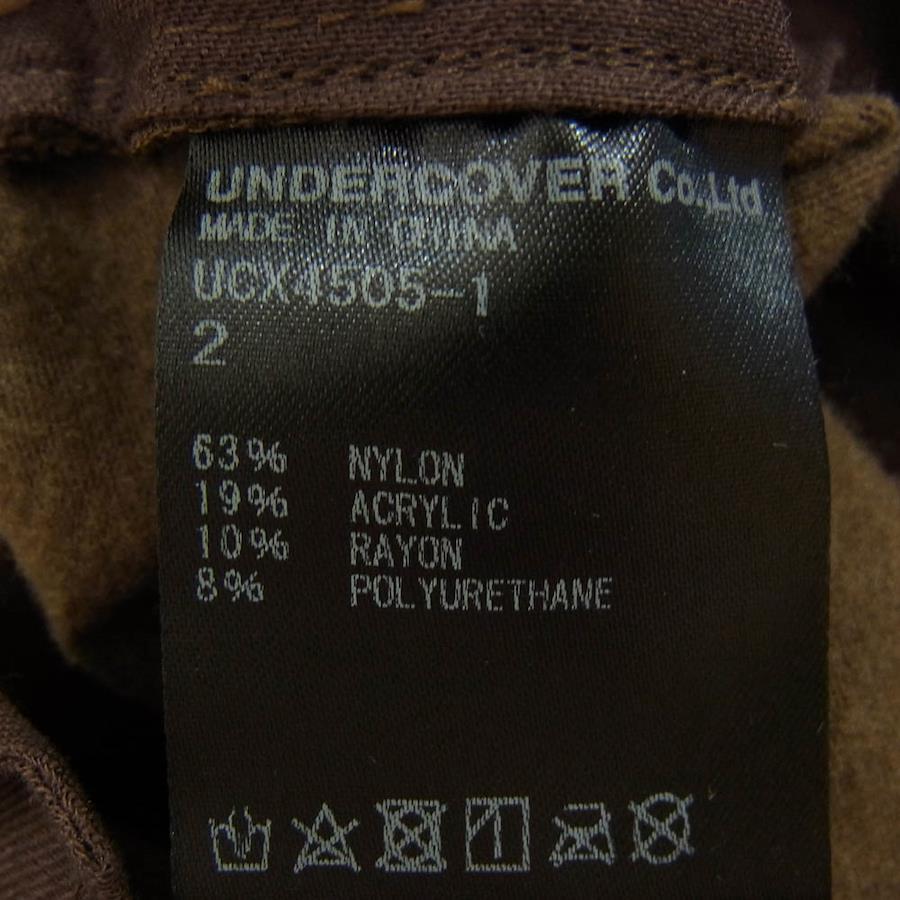 UNDERCOVER Co.,Ltd
MADE IN CHINA
UCX4505-1
2
63% NYLON
19% ACRYLIC
10% RAYON
8% POLYURETHANE